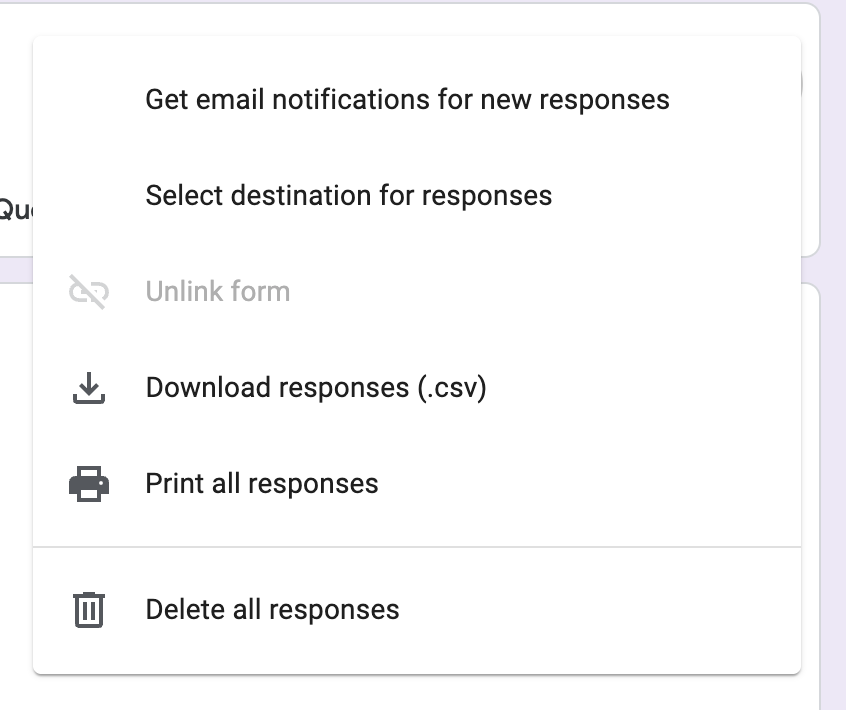 Get email notifications for new responses
Select destination for responses
Unlink form
Download responses (.csv)
Print all responses
Delete all responses